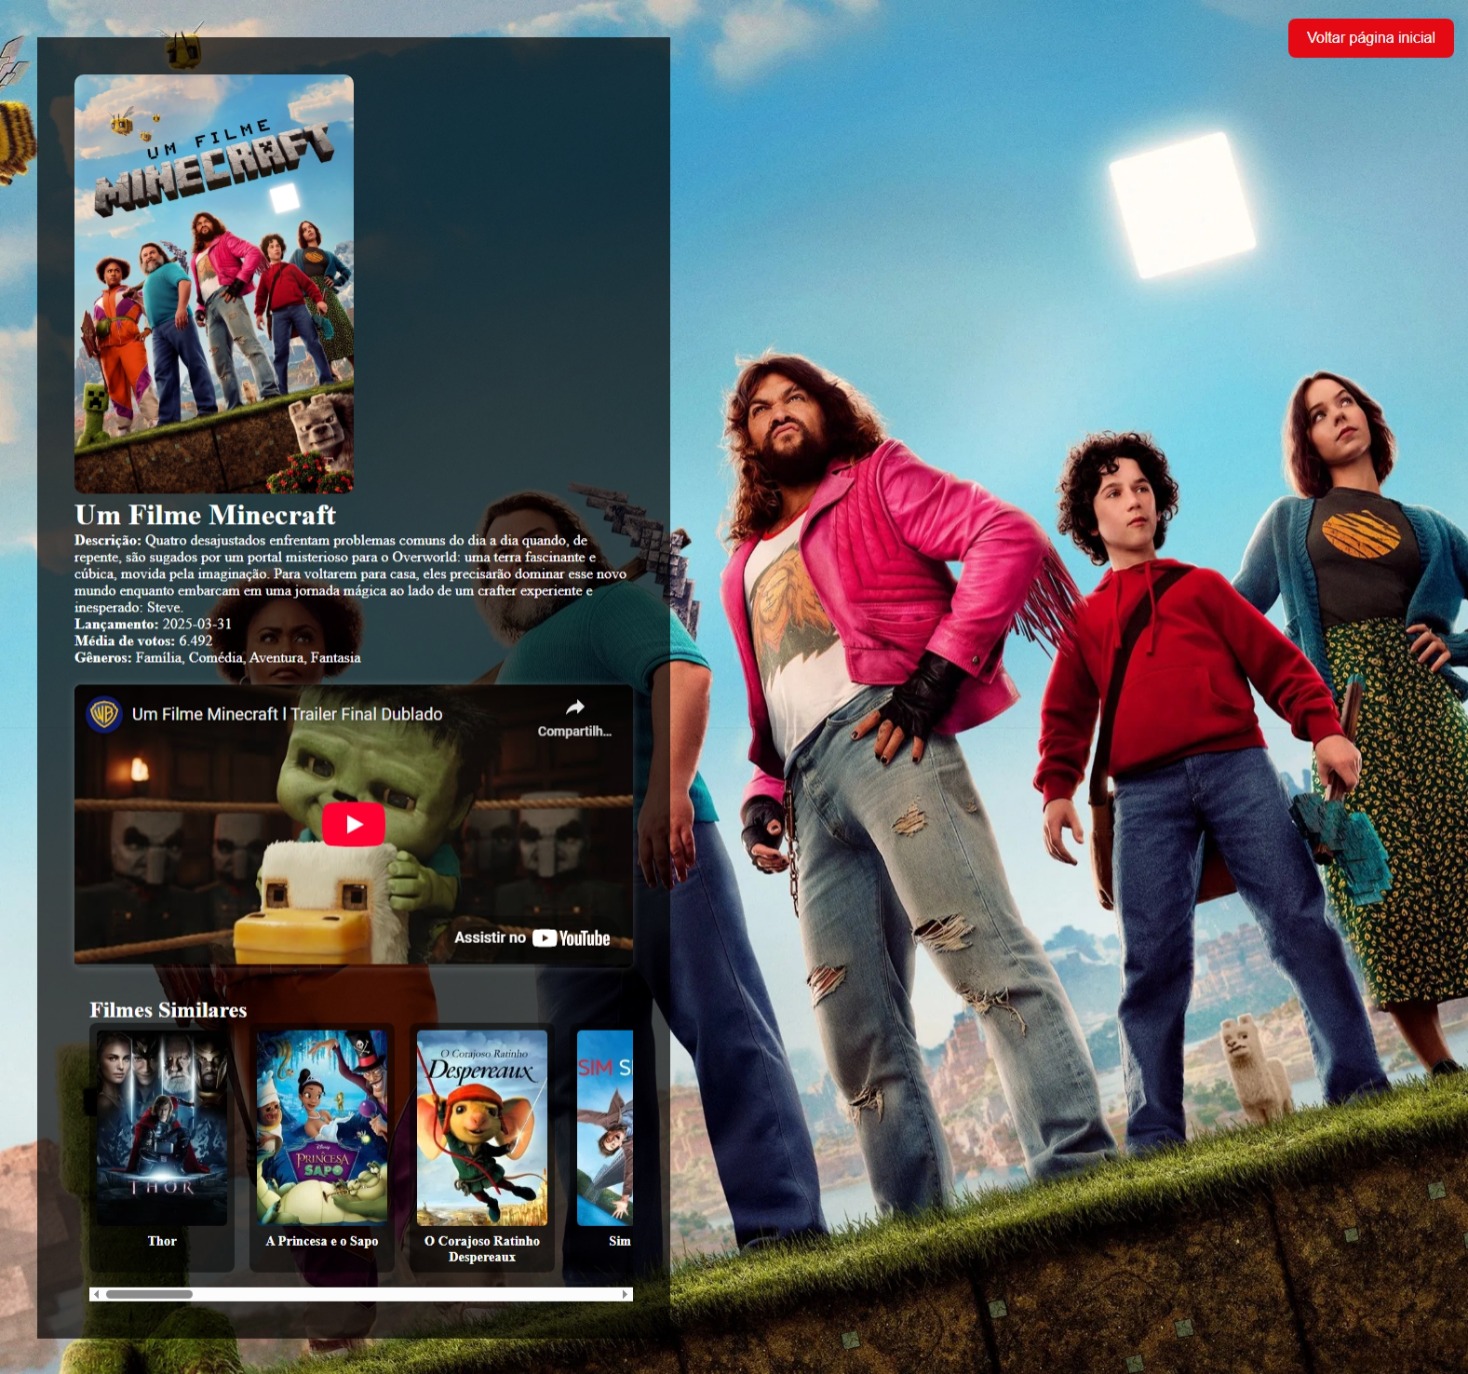 Voltar página inicial
UM FILME
MINECRAFT
Um Filme Minecraft
Descrição: Quatro desajustados enfrentam problemas comuns do dia a dia quando, de
repente, são sugados por um portal misterioso para o Overworld: uma terra fascinante e
cúbica, movida pela imaginação. Para voltarem para casa, eles precisarão dominar esse novo
mundo enquanto embarcam em uma jornada mágica ao lado de um crafter experiente e
inesperado: Steve.
Lançamento: 2025-03-31
Média de votos: 6.492
Gêneros: Família, Comédia, Aventura, Fantasia
WB
Um Filme Minecraft l Trailer Final Dublado
Compartilh...
Assistir no YouTube
Filmes Similares
THOR
Disney
A PRINCESA
E O SAPO
O Corajoso Ratinho
Despereaux
SIM S
Thor
A Princesa e o Sapo
O Corajoso Ratinho
Despereaux
Sim